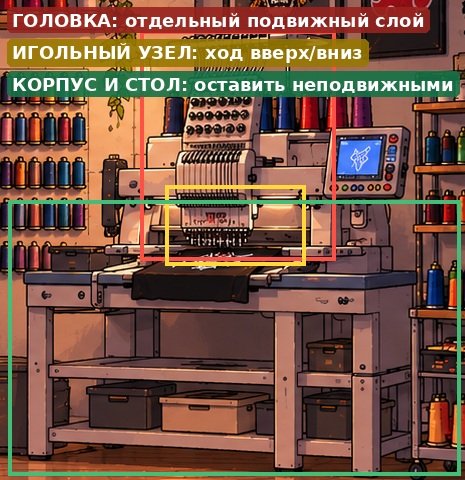 ГОЛОВКА: отдельный подвижный слой
ИГОЛЬНЫЙ УЗЕЛ: ход вверх/вниз
КОРПУС И СТОЛ: оставить неподвижными